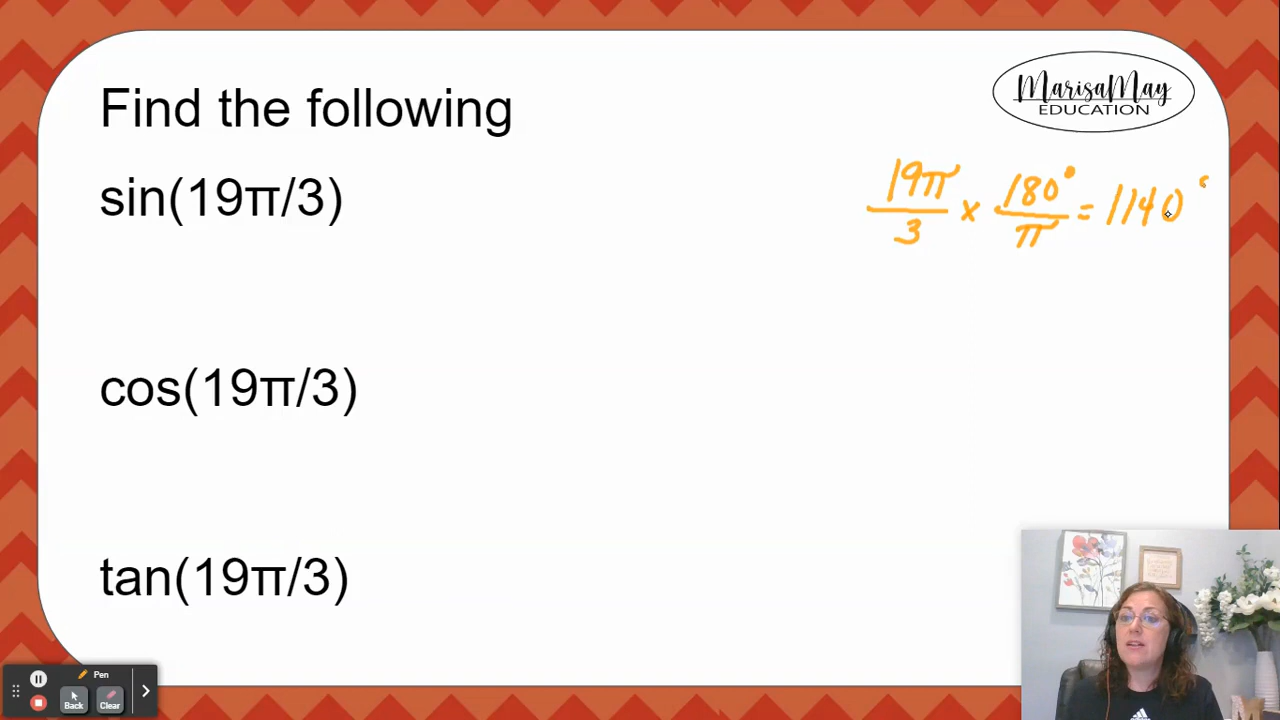 Find the following
MarisaMay
EDUCATION
sin(19π/3)
19π/3 × 180°/π = 1140°
cos(19π/3)
tan(19π/3)
Pen
Back
Clear